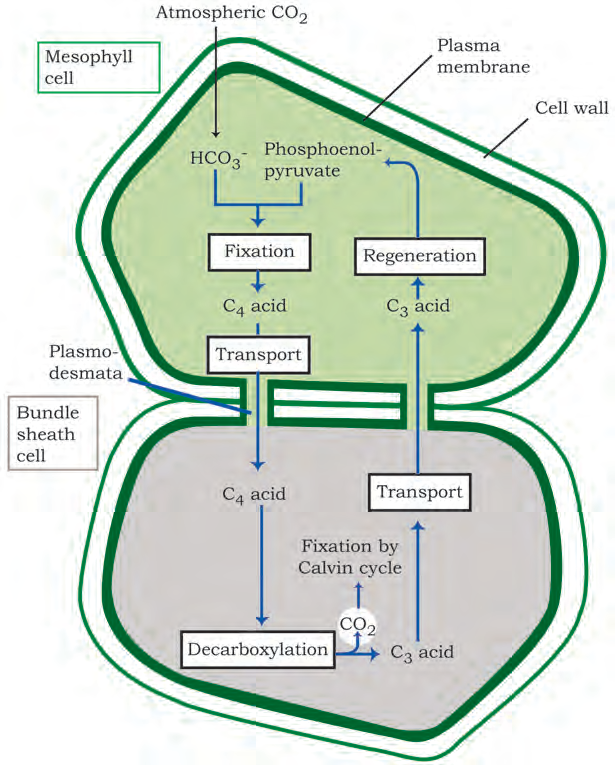 Atmospheric CO2
Mesophyll
cell
Plasma
membrane
Cell wall
HCO3-
Phosphoenol-
pyruvate
Fixation
Regeneration
C4 acid
C3 acid
Transport
Plasmo-
desmata
Bundle
sheath
cell
C4 acid
Transport
Fixation by
Calvin cycle
CO2
Decarboxylation
C3 acid